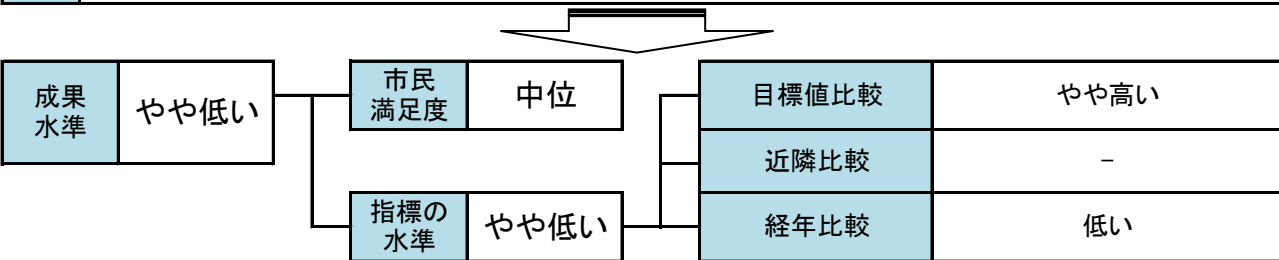 成果
水準
やや低い
市民
満足度
中位
指標の
水準
やや低い
目標値比較
やや高い
近隣比較
－
経年比較
低い